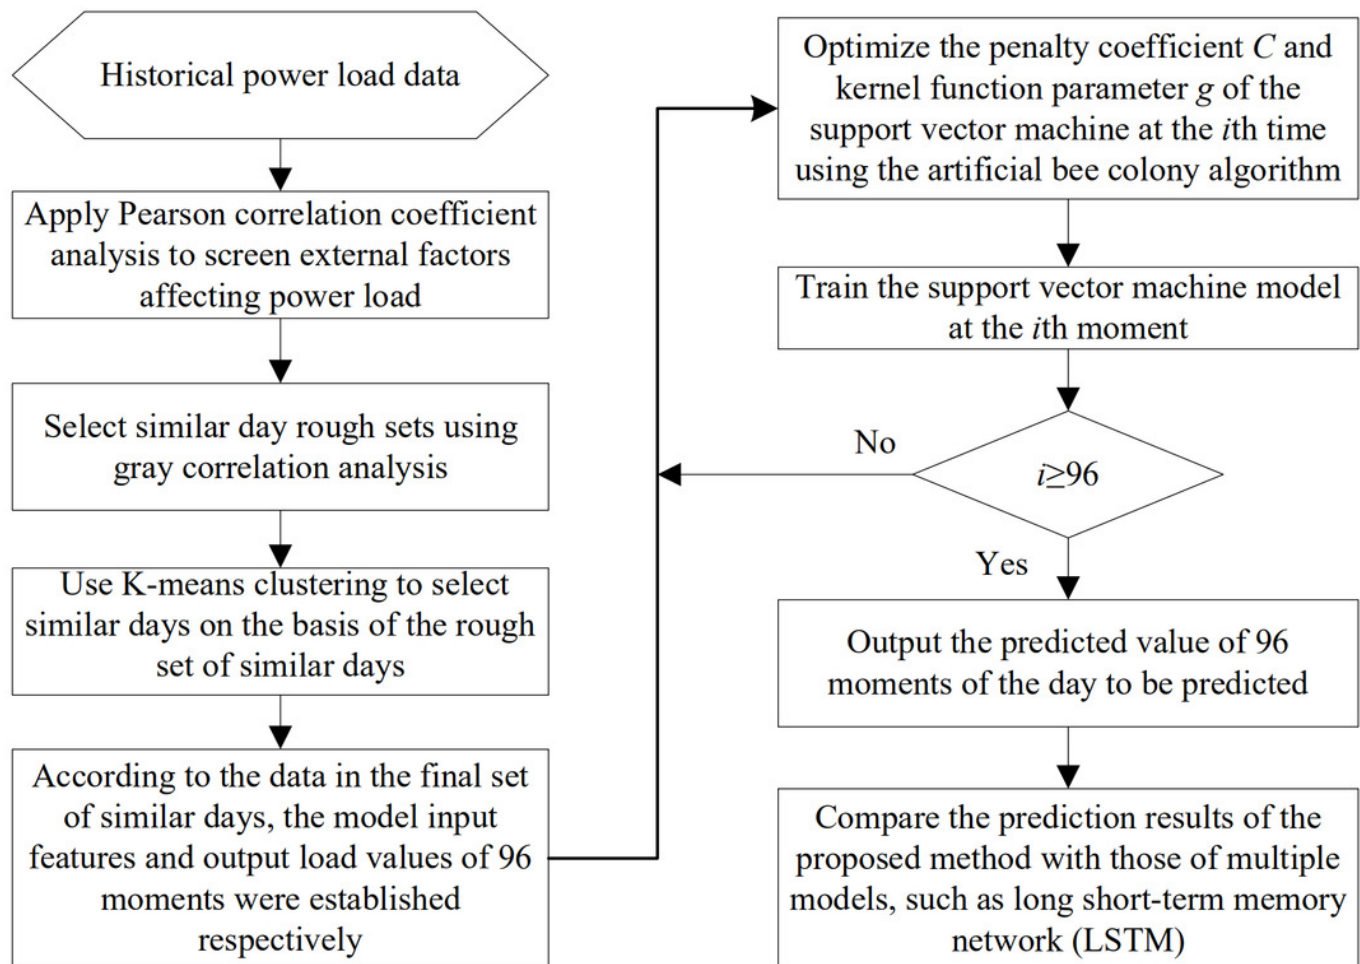 Historical power load data
Apply Pearson correlation coefficient
analysis to screen external factors
affecting power load
Select similar day rough sets using
gray correlation analysis
Use K-means clustering to select
similar days on the basis of the rough
set of similar days
According to the data in the final set
of similar days, the model input
features and output load values of 96
moments were established
respectively
Optimize the penalty coefficient C and
kernel function parameter g of the
support vector machine at the ith time
using the artificial bee colony algorithm
Train the support vector machine model
at the ith moment
No
i≥96
Yes
Output the predicted value of 96
moments of the day to be predicted
Compare the prediction results of the
proposed method with those of multiple
models, such as long short-term memory
network (LSTM)